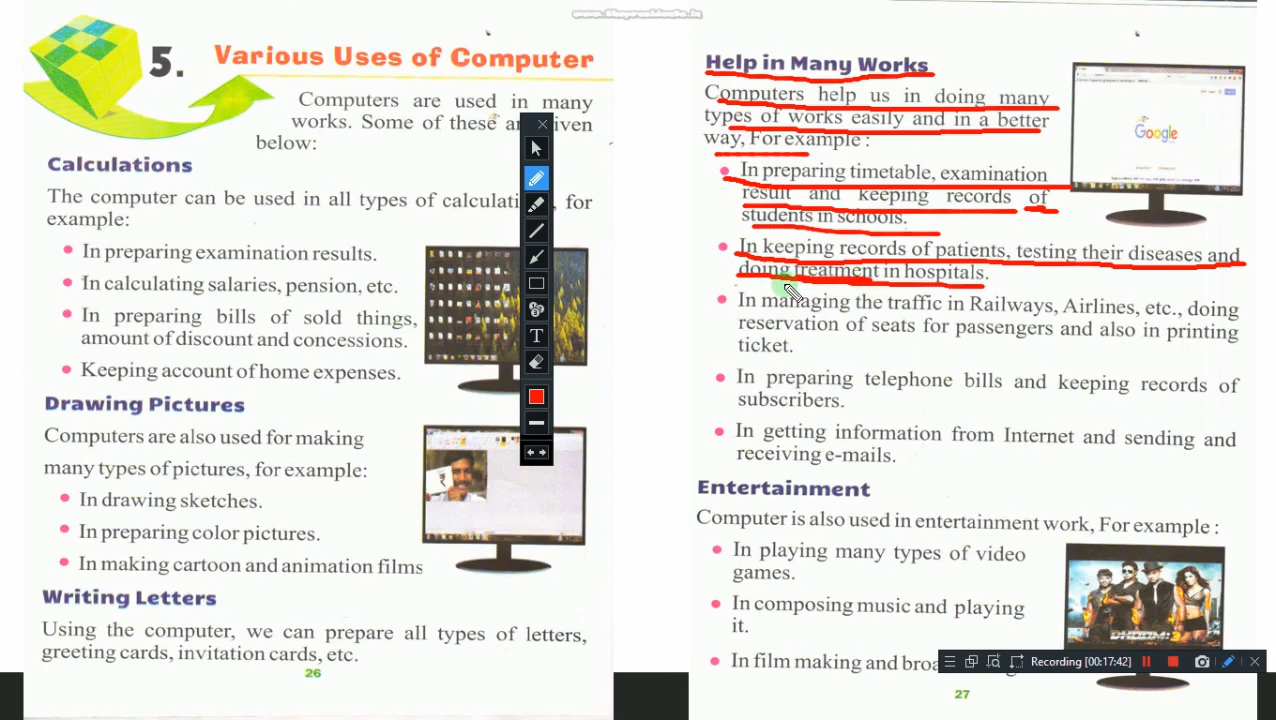 5. Various Uses of Computer
Computers are used in many
works. Some of these
below:
Calculations
The computer can be used in all types of for
example:
In preparing examination results.
In calculating salaries, pension, etc.
In preparing bills of sold things,
amount of discount and concessions.
Keeping account of home expenses.
Drawing Pictures
Computers are also used for making
many types of pictures, for example:
In drawing sketches.
In preparing color pictures.
In making cartoon and animation films
Writing Letters
Using the computer, we can prepare all types of letters,
greeting cards, invitation cards, etc.
26
Help in Many Works
Computers help us in doing many
types of works easily and in a better
way, For example :
Google
In preparing timetable, examination
result and keeping records of
students in schools.
In keeping records of patients, testing their diseases and
doing treatment in hospitals.
In managing the traffic in Railways, Airlines, etc., doing
reservation of seats for passengers and also in printing
ticket.
In preparing telephone bills and keeping records of
subscribers.
In getting information from Internet and sending and
receiving e-mails.
Entertainment
Computer is also used in entertainment work, For example :
In playing many types of video
games.
In composing music and playing
it.
DHOOM:3
In film making and
Recording [00:17:42]
27